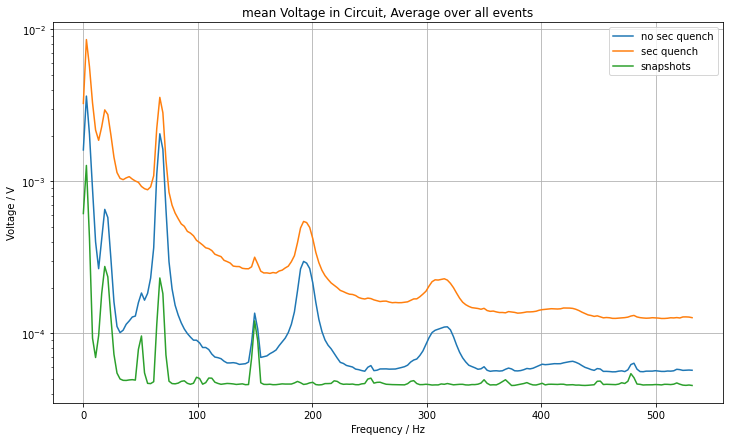 mean Voltage in Circuit, Average over all events
no sec quench
sec quench
snapshots
Voltage / V
10⁻²
10⁻³
10⁻⁴
0
100
200
300
400
500
Frequency / Hz